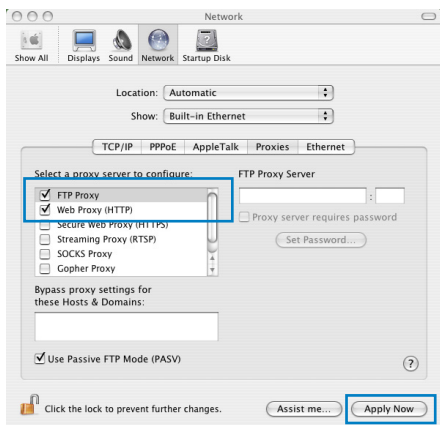 Network
Show All Displays Sound Network Startup Disk
Location: Automatic
Show: Built-in Ethernet
TCP/IP PPPoE AppleTalk Proxies Ethernet
Select a proxy server to configure:
FTP Proxy
Web Proxy (HTTP)
Secure Web Proxy (HTTPS)
Streaming Proxy (RTSP)
SOCKS Proxy
Gopher Proxy
FTP Proxy Server
:
Proxy server requires password
Set Password...
Bypass proxy settings for
these Hosts & Domains:
Use Passive FTP Mode (PASV)
?
Click the lock to prevent further changes.
Assist me... Apply Now